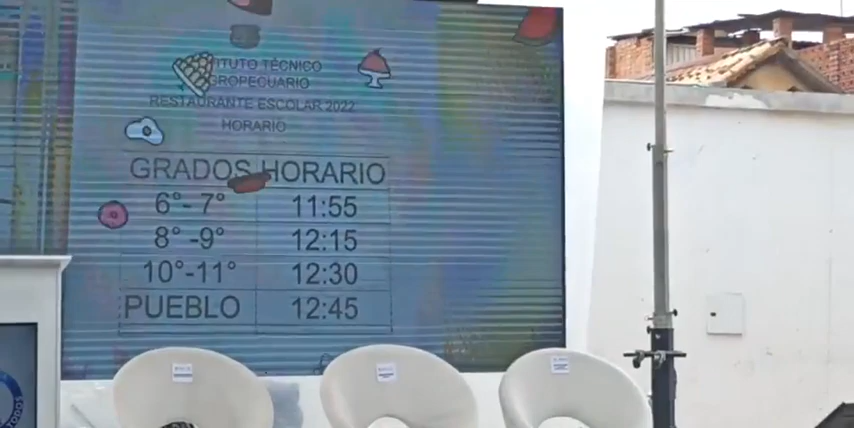 ITUTO TÉCNICO
GROPECUARIO
RESTAURANTE ESCOLAR 2022
HORARIO
GRADOS HORARIO
6°- 7° 11:55
8° -9° 12:15
10°-11° 12:30
PUEBLO 12:45